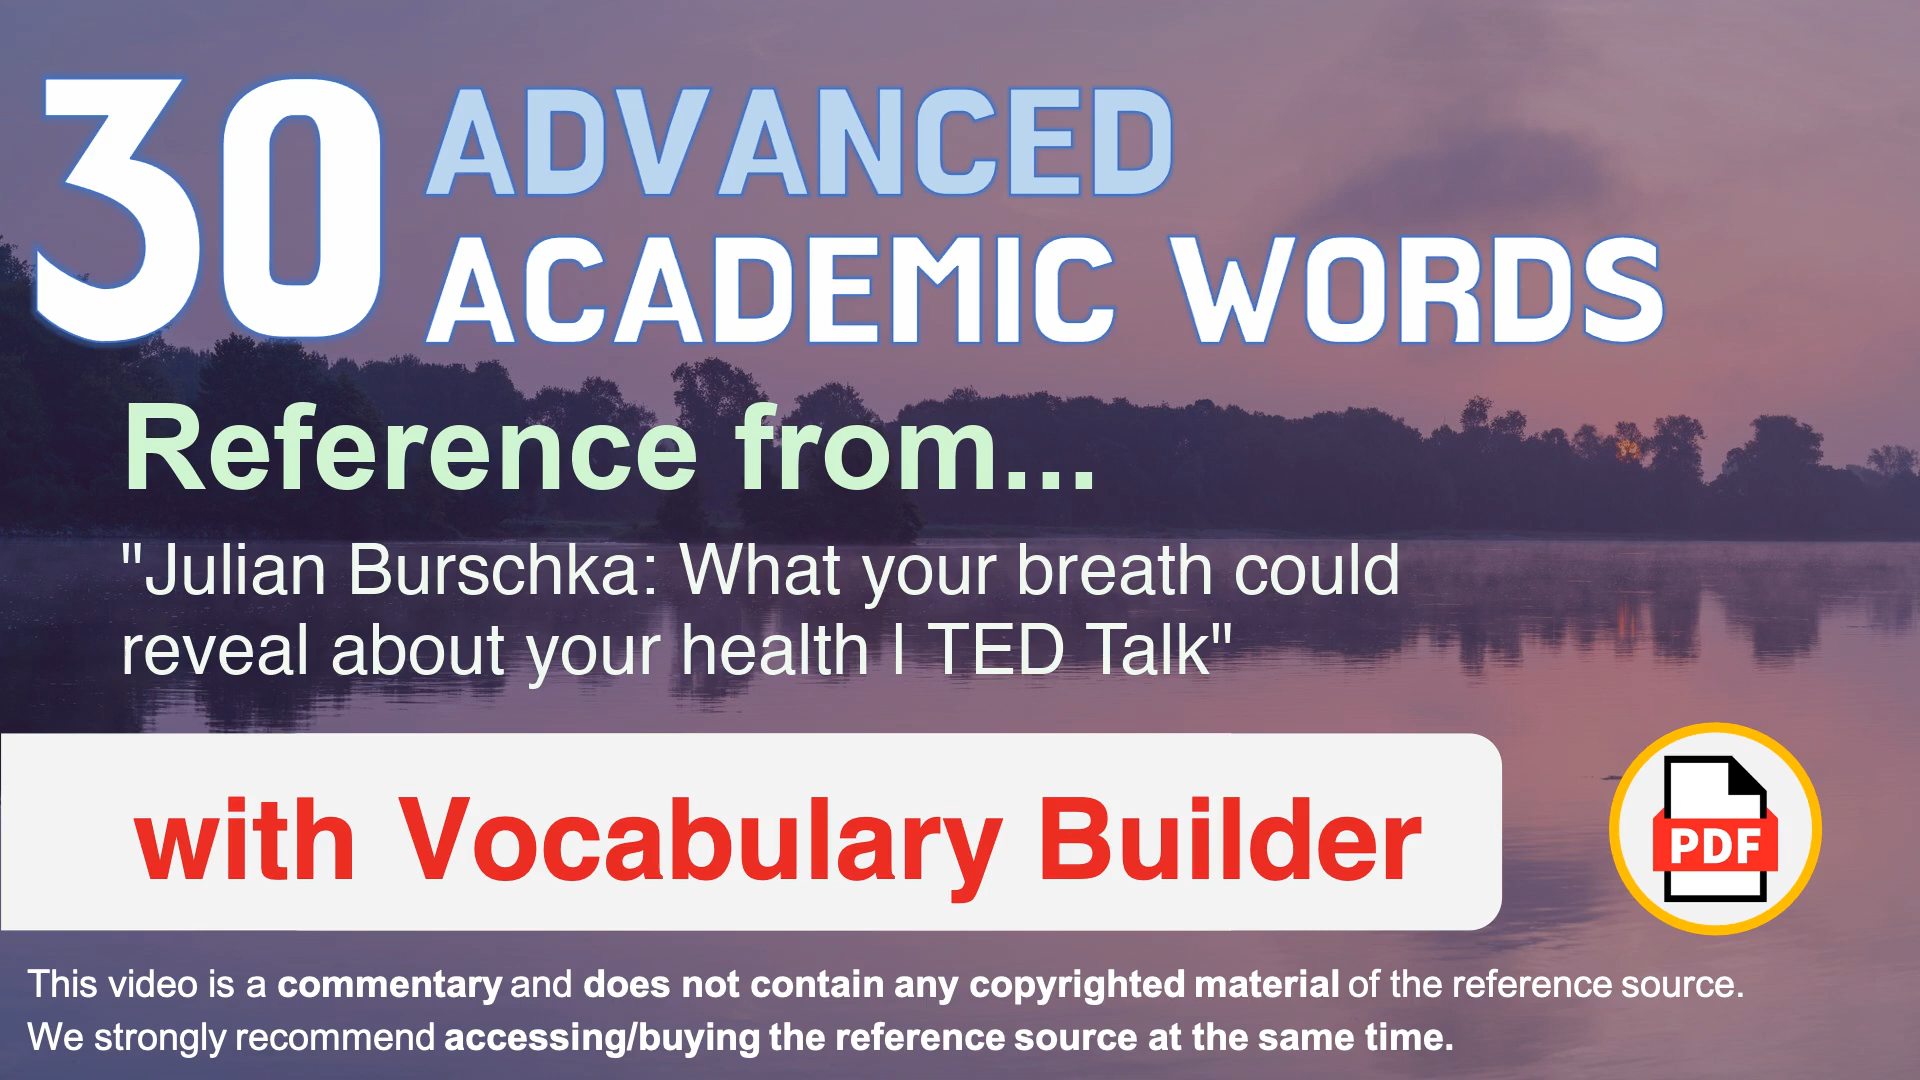 30 ADVANCED
ACADEMIC WORDS
Reference from...
"Julian Burschka: What your breath could
reveal about your health | TED Talk"
with Vocabulary Builder
PDF
This video is a commentary and does not contain any copyrighted material of the reference source.
We strongly recommend accessing/buying the reference source at the same time.